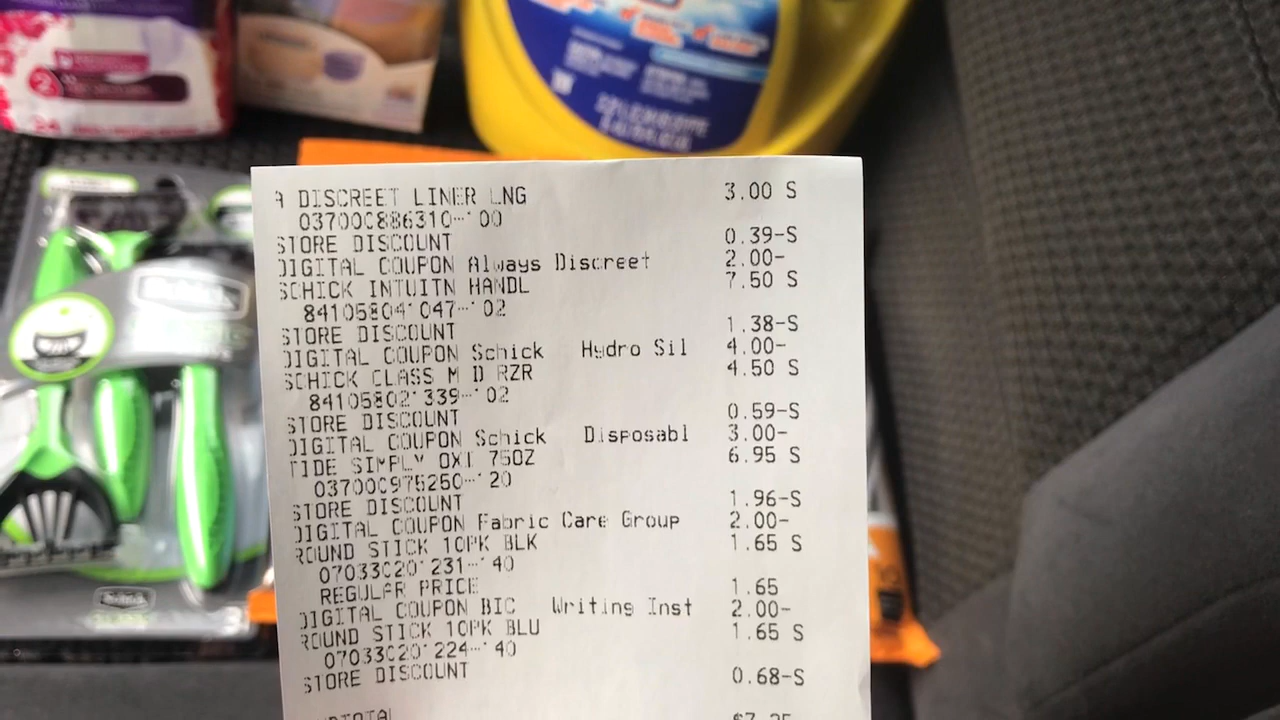 A DISCREET LINER LNG 3.00 S
STORE DISCOUNT 0.39-S
DIGITAL COUPON Always Discreet 2.00-
SCHICK INTUITN HANDL 7.50 S
STORE DISCOUNT 1.38-S
DIGITAL COUPON Schick Hydro Sil 4.00-
SCHICK CLASS M D RZR 4.50 S
STORE DISCOUNT 0.59-S
DIGITAL COUPON Schick Disposabl 3.00-
TIDE SIMPLY OXI 75OZ 6.95 S
STORE DISCOUNT 1.96-S
DIGITAL COUPON Fabric Care Group 2.00-
ROUND STICK 10PK BLK 1.65 S
REGULAR PRICE 1.65
DIGITAL COUPON BIC Writing Inst 2.00-
ROUND STICK 10PK BLU 1.65 S
STORE DISCOUNT 0.68-S